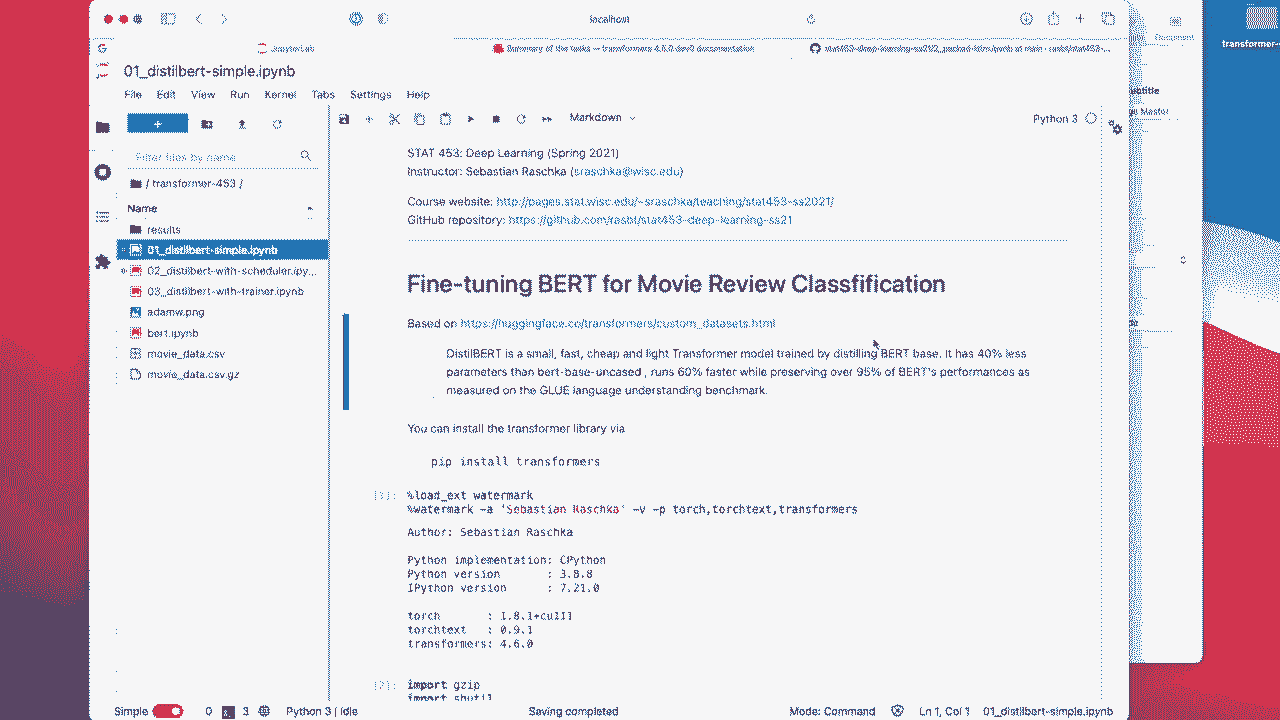 localhost
JupyterLab
Summary of the tasks — transformers 4.5.0.dev0 documentation
Document
transformer-
01_distilbert-simple.ipynb
File Edit View Run Kernel Tabs Settings Help
Markdown
Python 3
Filter files by name
/ transformer-453 /
Name
results
01_distilbert-simple.ipynb
02_distilbert-with-scheduler.ipy...
03_distilbert-with-trainer.ipynb
adamw.png
bert.ipynb
movie_data.csv
movie_data.csv.gz
STAT 453: Deep Learning (Spring 2021)
Instructor: Sebastian Raschka (sraschka@wisc.edu)
Course website: http://pages.stat.wisc.edu/~sraschka/teaching/stat453-ss2021/
GitHub repository: https://github.com/rasbt/stat453-deep-learning-ss21
Fine-tuning BERT for Movie Review Classfification
Based on https://huggingface.co/transformers/custom_datasets.html
DistilBERT is a small, fast, cheap and light Transformer model trained by distilling BERT base. It has 40% less
parameters than bert-base-uncased , runs 60% faster while preserving over 95% of BERT's performances as
measured on the GLUE language understanding benchmark.
You can install the transformer library via
pip install transformers
[1]: %load_ext watermark
%watermark -a 'Sebastian Raschka' -v -p torch,torchtext,transformers
Author: Sebastian Raschka
Python implementation: CPython
Python version : 3.8.8
IPython version : 7.21.0
torch : 1.8.1+cu111
torchtext : 0.9.1
transformers: 4.6.0
[2]: import gzip
import shutil
Simple 0 3 Python 3 | Idle Saving completed Mode: Command Ln 1, Col 1 01_distilbert-simple.ipynb